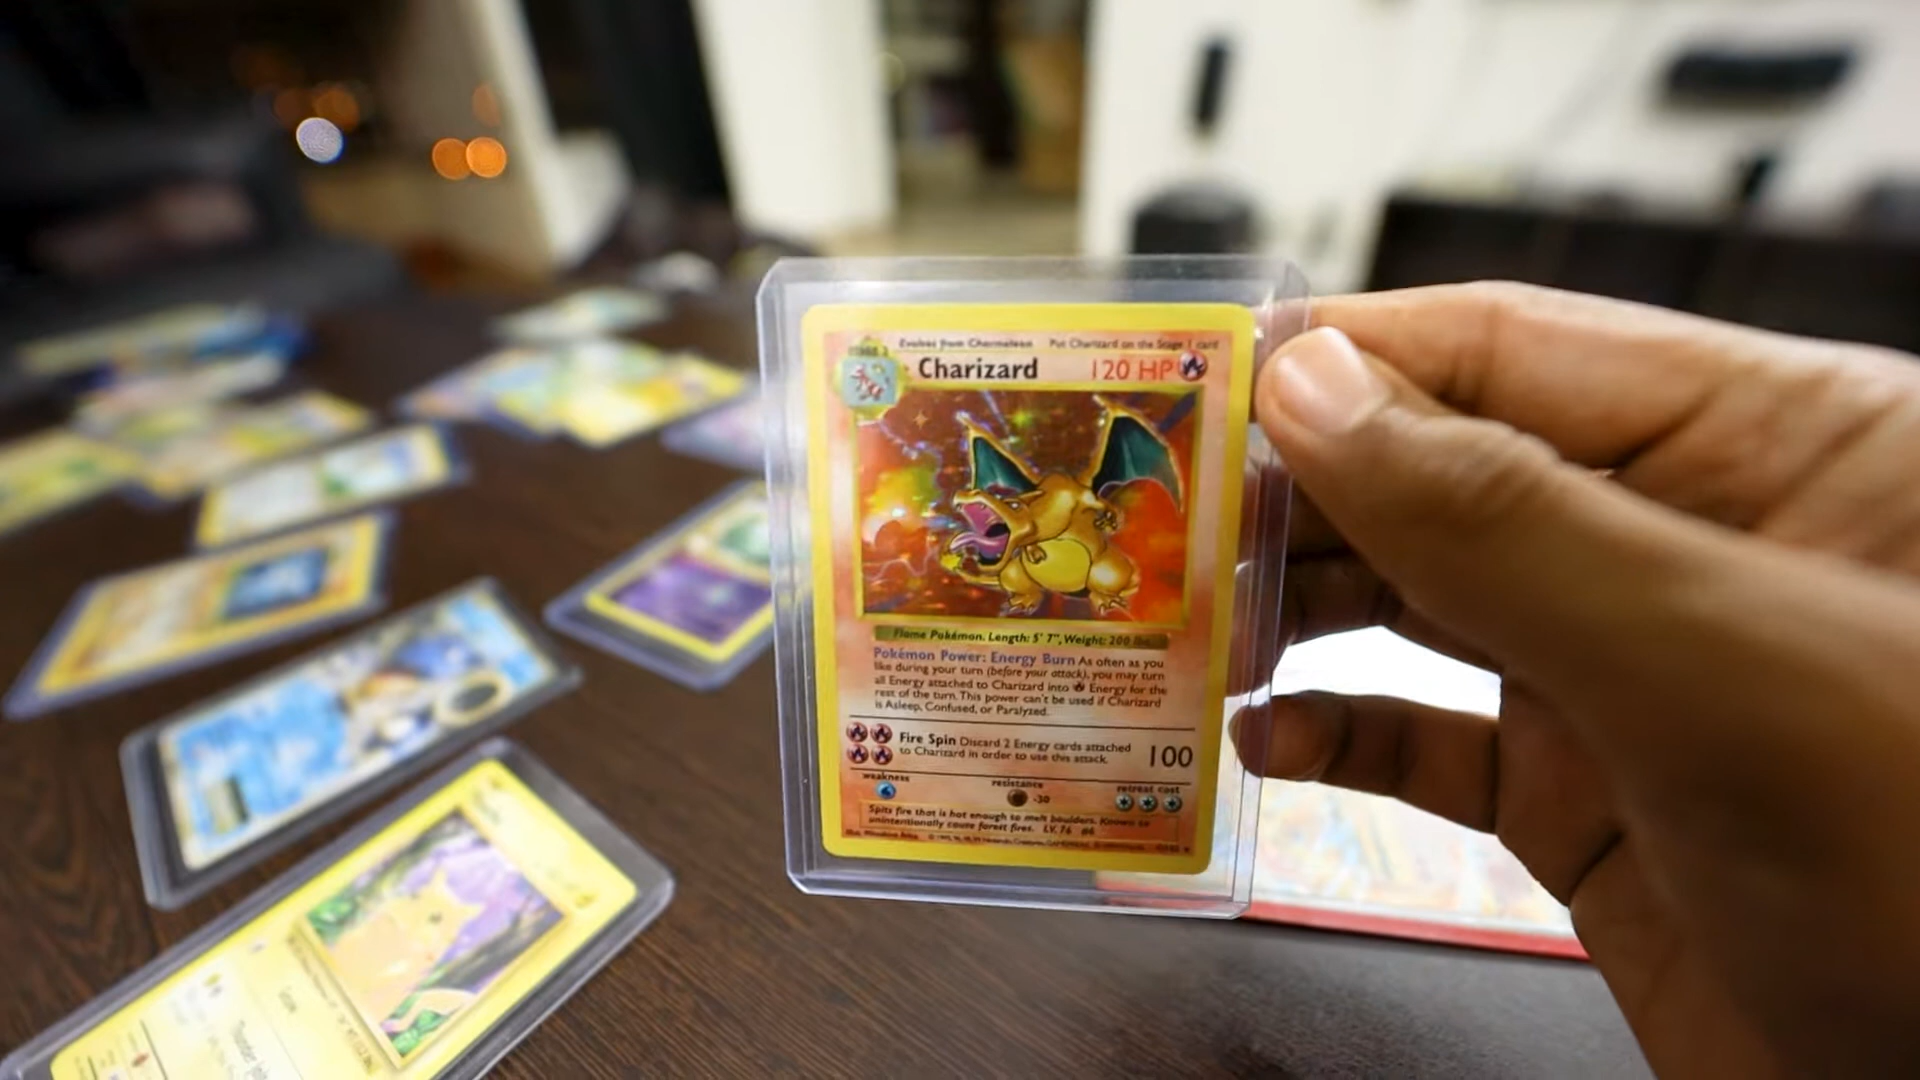 STAGE 2
Evolves from Charmeleon Put Charizard on the Stage 1 card
Charizard 120 HP
Flame Pokémon. Length: 5' 7", Weight: 200 lbs.
Pokémon Power: Energy Burn As often as you
like during your turn (before your attack), you may turn
all Energy attached to Charizard into Energy for the
rest of the turn. This power can't be used if Charizard
is Asleep, Confused, or Paralyzed.
Fire Spin Discard 2 Energy cards attached
to Charizard in order to use this attack.
100
weakness resistance retreat cost
-30
Spits fire that is hot enough to melt boulders. Known to
unintentionally cause forest fires. LV. 76 #6